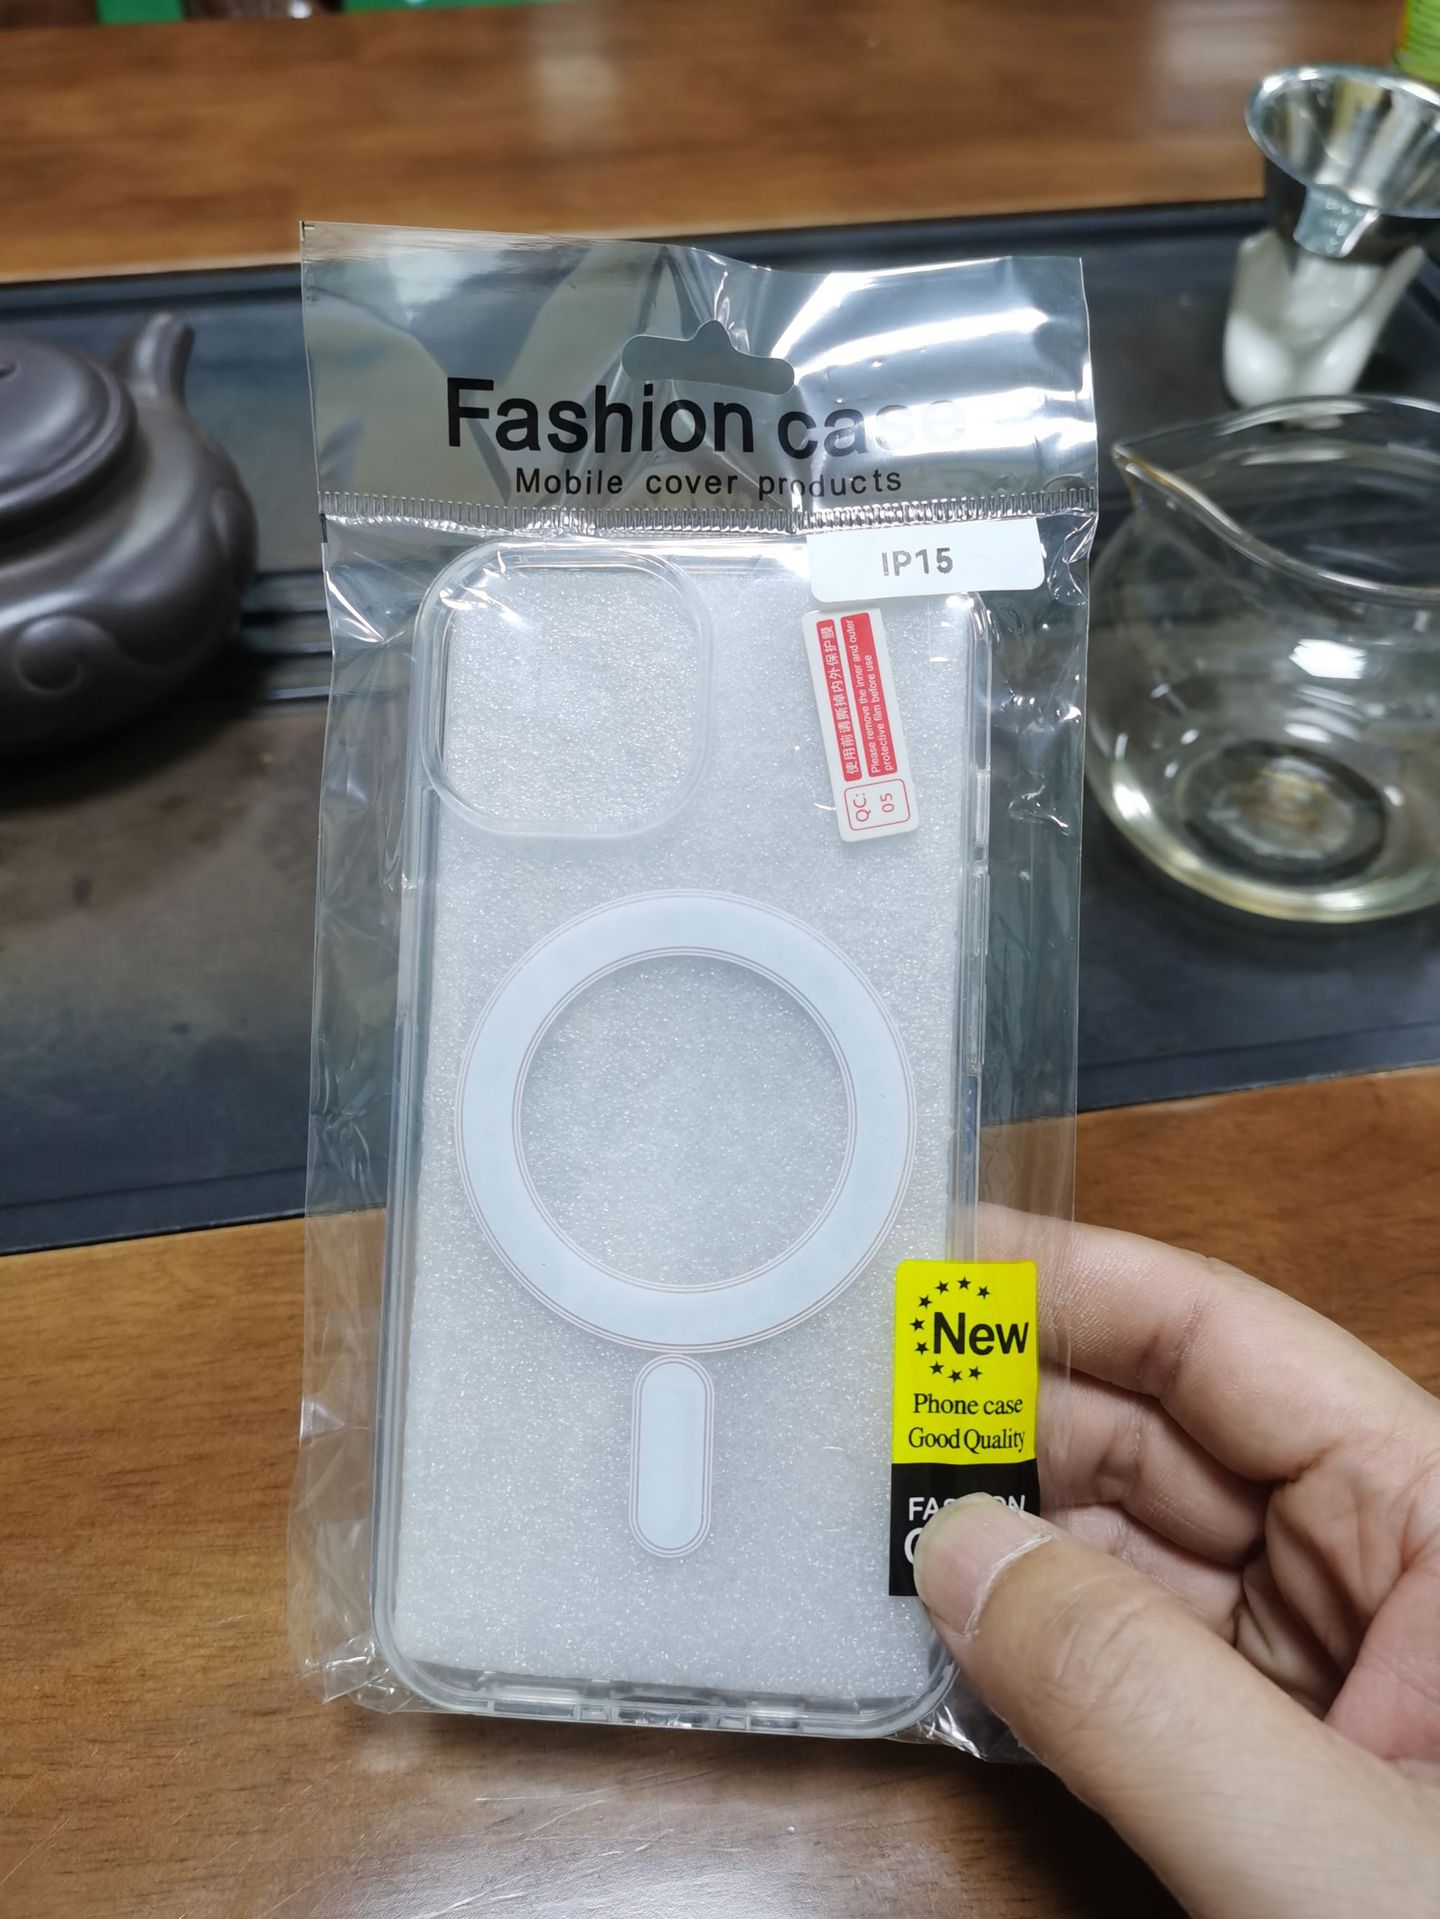 Fashion case
Mobile cover products
IP15
使用前请撕掉内外保护膜
Please remove the inner and outer
protective film before use
QC:
05
New
Phone case
Good Quality